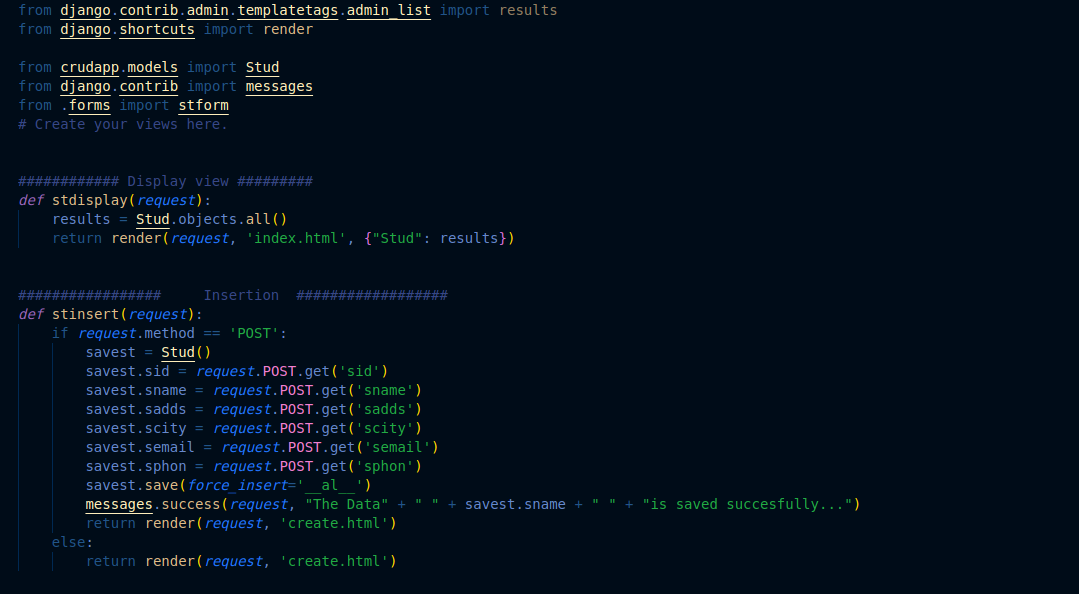 from django.contrib.admin.templatetags.admin_list import results
from django.shortcuts import render
from crudapp.models import Stud
from django.contrib import messages
from .forms import stform
# Create your views here.
############ Display view #########
def stdisplay(request):
results = Stud.objects.all()
return render(request, 'index.html', {"Stud": results})
################# Insertion ##################
def stinsert(request):
if request.method == 'POST':
savest = Stud()
savest.sid = request.POST.get('sid')
savest.sname = request.POST.get('sname')
savest.sadds = request.POST.get('sadds')
savest.scity = request.POST.get('scity')
savest.semail = request.POST.get('semail')
savest.sphon = request.POST.get('sphon')
savest.save(force_insert='__al__')
messages.success(request, "The Data" + " " + savest.sname + " " + "is saved succesfully...")
return render(request, 'create.html')
else:
return render(request, 'create.html')